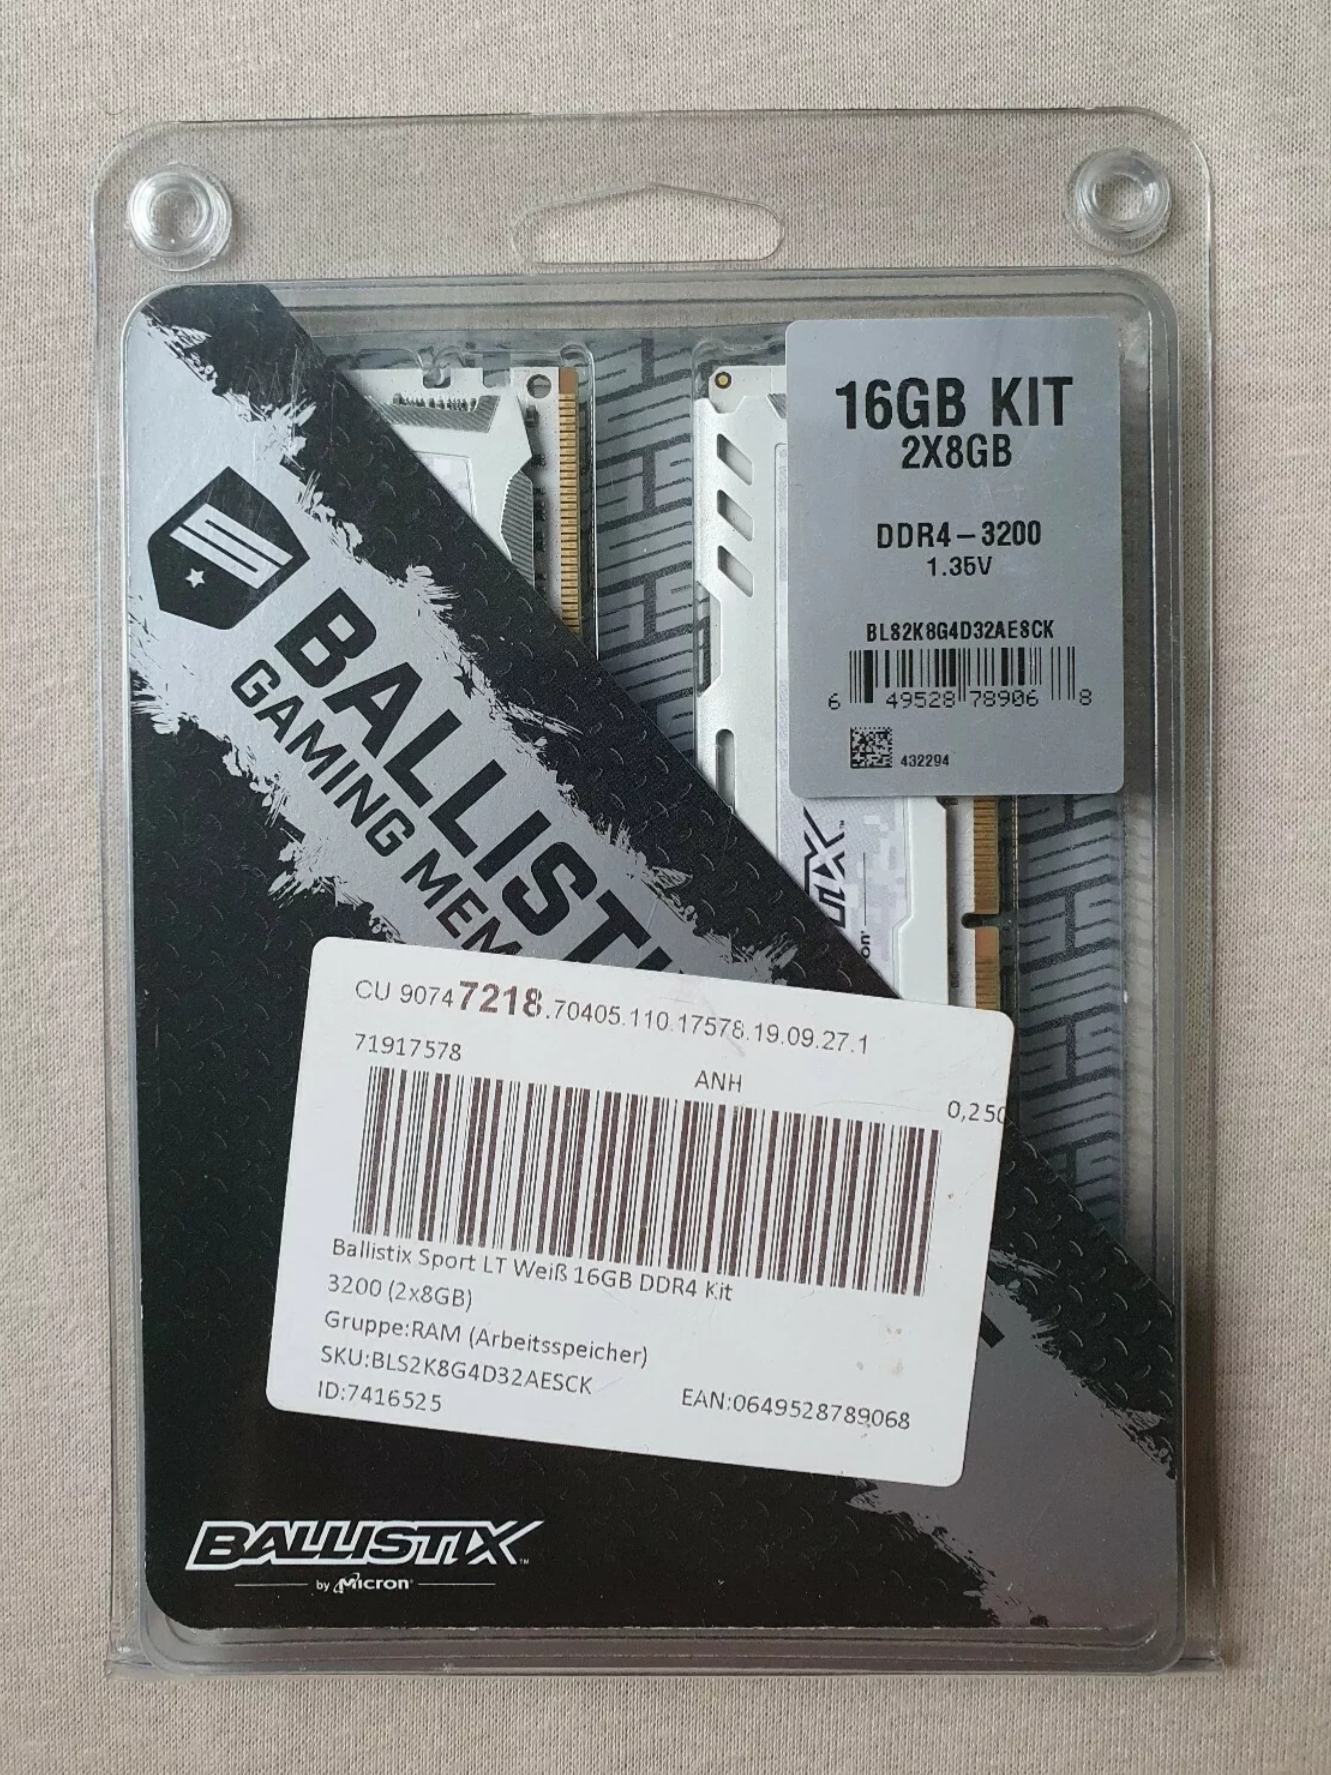 16GB KIT
2X8GB
DDR4-3200
1.35V
BLS2K8G4D32AESCK
6 49528 78906 8
432294
BALLISTIX
GAMING
CU 90747218.70405.110.17578.19.09.27.1
71917578
ANH
0,250
Ballistix Sport LT Weiß 16GB DDR4 Kit
3200 (2x8GB)
Gruppe:RAM (Arbeitsspeicher)
SKU:BLS2K8G4D32AESCK
ID:7416525
EAN:0649528789068
BALLISTIX™
by Micron®